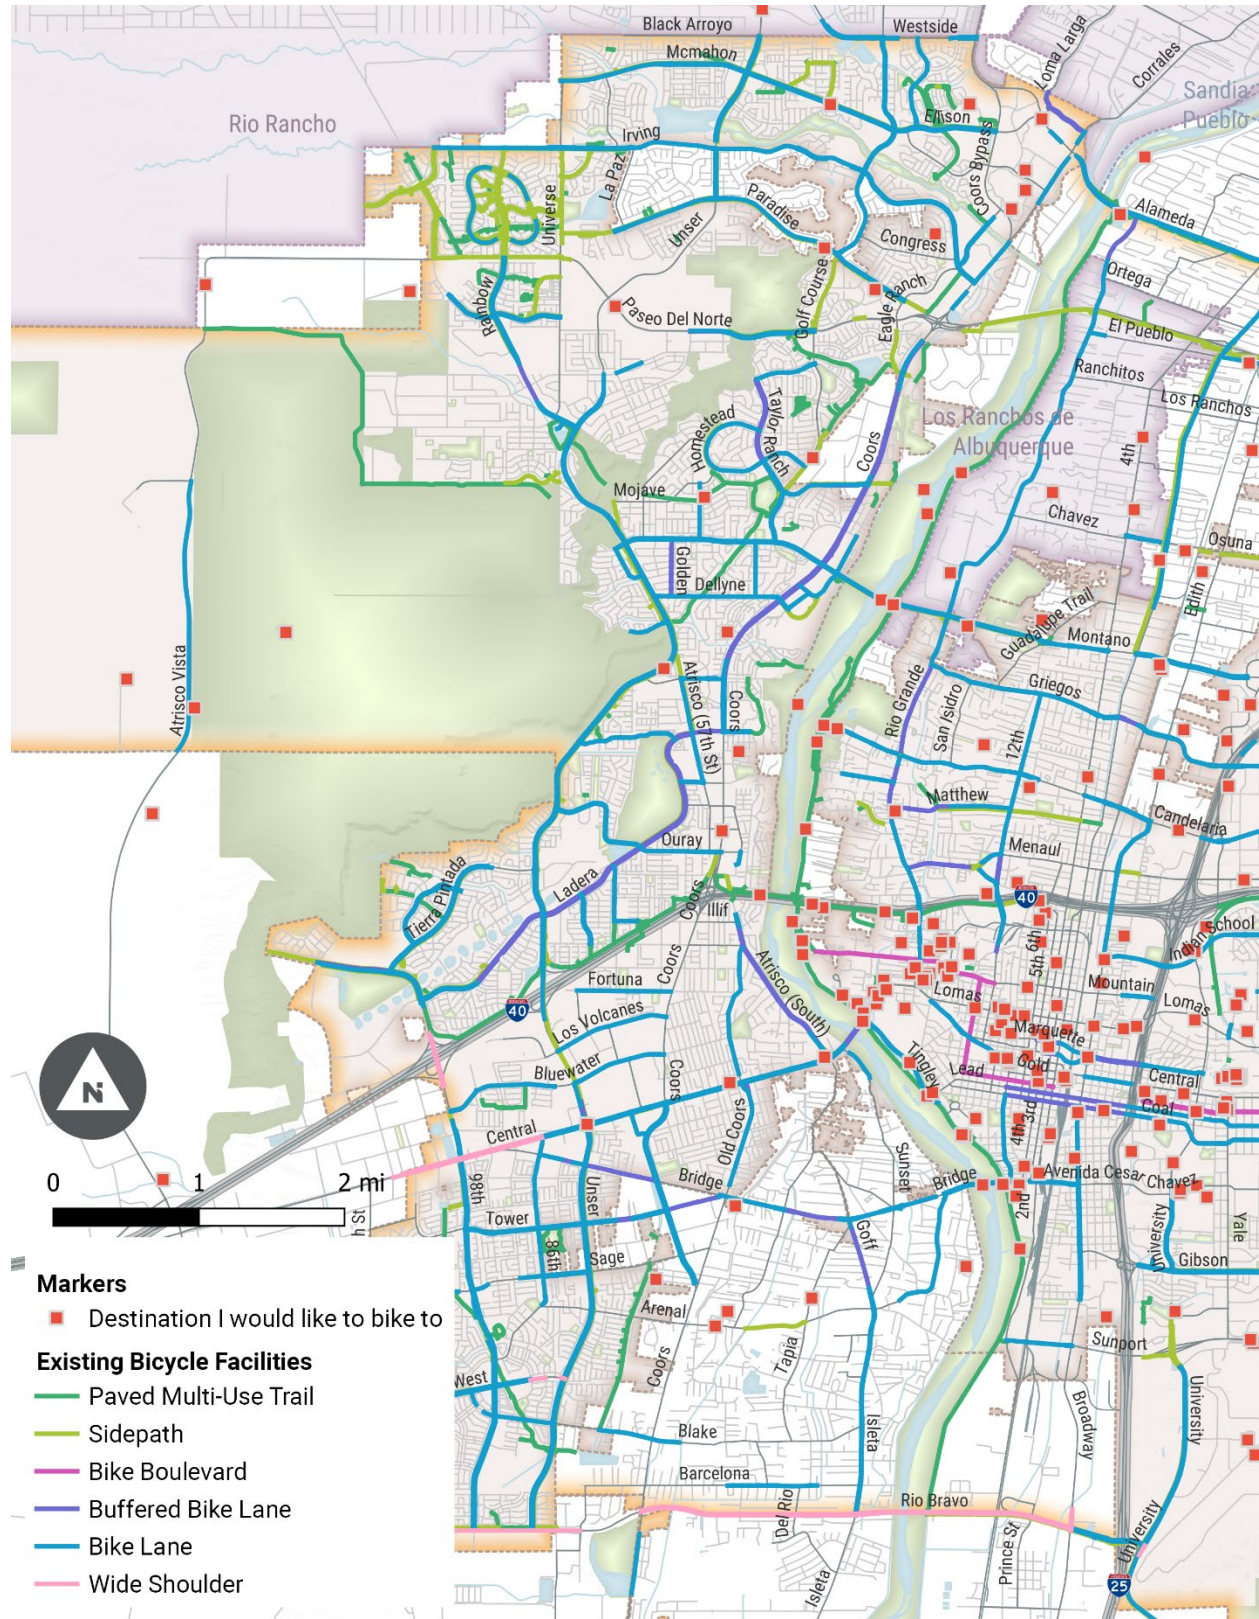 Black Arroyo
Westside
Loma Larga
Corrales
Mcmahon
Sandia
Pueblo
Rio Rancho
Ellison
Irving
Coors Bypass
La Paz
Universe
Unser
Paradise
Alameda
Congress
Ortega
Rainbow
Golf Course
Eagle Ranch
Paseo Del Norte
El Pueblo
Ranchitos
Los Ranchos
Homestead
Taylor Ranch
Coors
Los Ranchos de
Albuquerque
4th
Mojave
Chavez
Osuna
Golden
Dellyne
Edith
Guadalupe Trail
Montano
Atrisco Vista
Atrisco (57th St)
Coors
Rio Grande
San Isidro
Griegos
12th
Matthew
Candelaria
Ouray
Menaul
Tierra Pintada
Ladera
Coors
Illif
40
Indian School
5th
6th
Fortuna
Coors
Atrisco (South)
Lomas
Mountain
Lomas
40
Los Volcanes
Marquette
Bluewater
Coors
Tingley
Lead
Gold
Central
Coal
N
Central
Old Coors
4th
3rd
0
1
2 mi
98th
Unser
Bridge
Sunset
Bridge
Avenida Cesar Chavez
2nd
University
Yale
h St
Tower
86th
Sage
Goff
Gibson
Markers
Destination I would like to bike to
Arenal
Tapia
Sunport
Existing Bicycle Facilities
Paved Multi-Use Trail
West
Coors
Isleta
Broadway
University
Sidepath
Blake
Bike Boulevard
Barcelona
Buffered Bike Lane
Del Rio
Rio Bravo
Bike Lane
Prince St
University
Wide Shoulder
Isleta
25